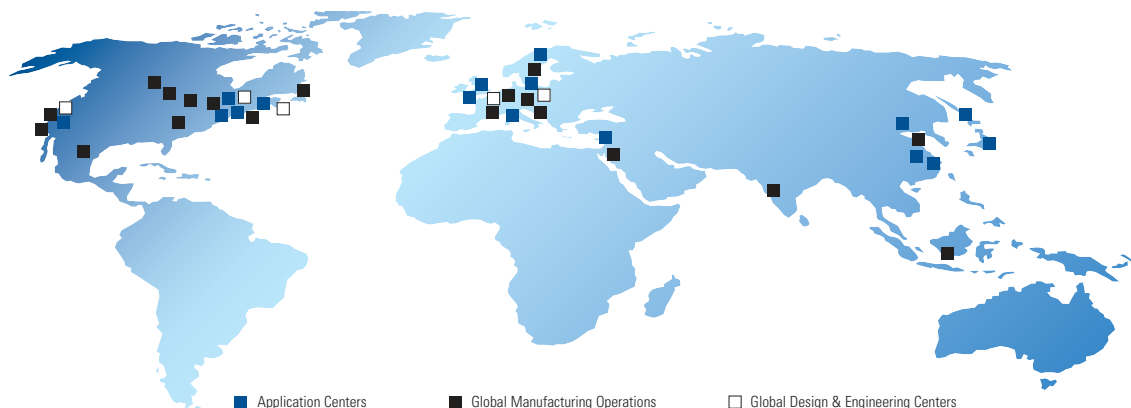 Application Centers
Global Manufacturing Operations
Global Design & Engineering Centers